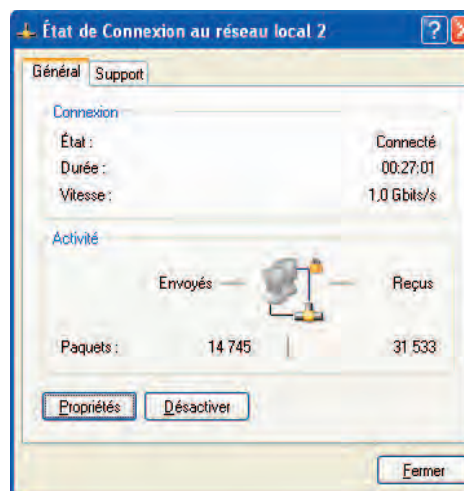 État de Connexion au réseau local 2
Général Support
Connexion
État : Connecté
Durée : 00:27:01
Vitesse : 1,0 Gbits/s
Activité
Envoyés Reçus
Paquets : 14 745 31 533
Propriétés Désactiver
Fermer